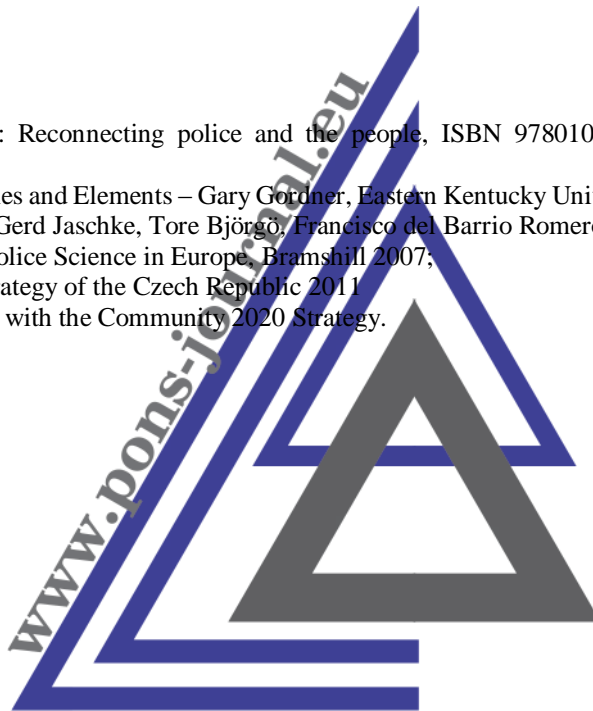 : Reconnecting police and the people, ISBN 978010
les and Elements – Gary Gordner, Eastern Kentucky Uni
Gerd Jaschke, Tore Björgö, Francisco del Barrio Romero
olice Science in Europe, Bramshill 2007;
rategy of the Czech Republic 2011
with the Community 2020 Strategy.
www.pons-journal.eu